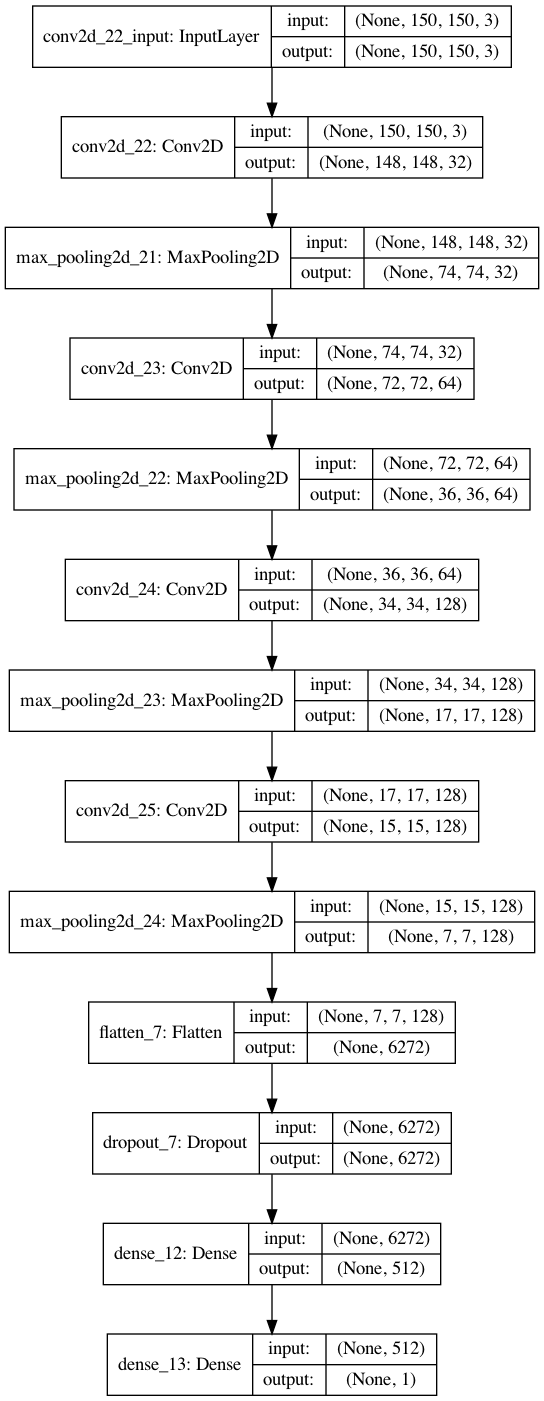 conv2d_22_input: InputLayer
input: (None, 150, 150, 3)
output: (None, 150, 150, 3)
conv2d_22: Conv2D
input: (None, 150, 150, 3)
output: (None, 148, 148, 32)
max_pooling2d_21: MaxPooling2D
input: (None, 148, 148, 32)
output: (None, 74, 74, 32)
conv2d_23: Conv2D
input: (None, 74, 74, 32)
output: (None, 72, 72, 64)
max_pooling2d_22: MaxPooling2D
input: (None, 72, 72, 64)
output: (None, 36, 36, 64)
conv2d_24: Conv2D
input: (None, 36, 36, 64)
output: (None, 34, 34, 128)
max_pooling2d_23: MaxPooling2D
input: (None, 34, 34, 128)
output: (None, 17, 17, 128)
conv2d_25: Conv2D
input: (None, 17, 17, 128)
output: (None, 15, 15, 128)
max_pooling2d_24: MaxPooling2D
input: (None, 15, 15, 128)
output: (None, 7, 7, 128)
flatten_7: Flatten
input: (None, 7, 7, 128)
output: (None, 6272)
dropout_7: Dropout
input: (None, 6272)
output: (None, 6272)
dense_12: Dense
input: (None, 6272)
output: (None, 512)
dense_13: Dense
input: (None, 512)
output: (None, 1)